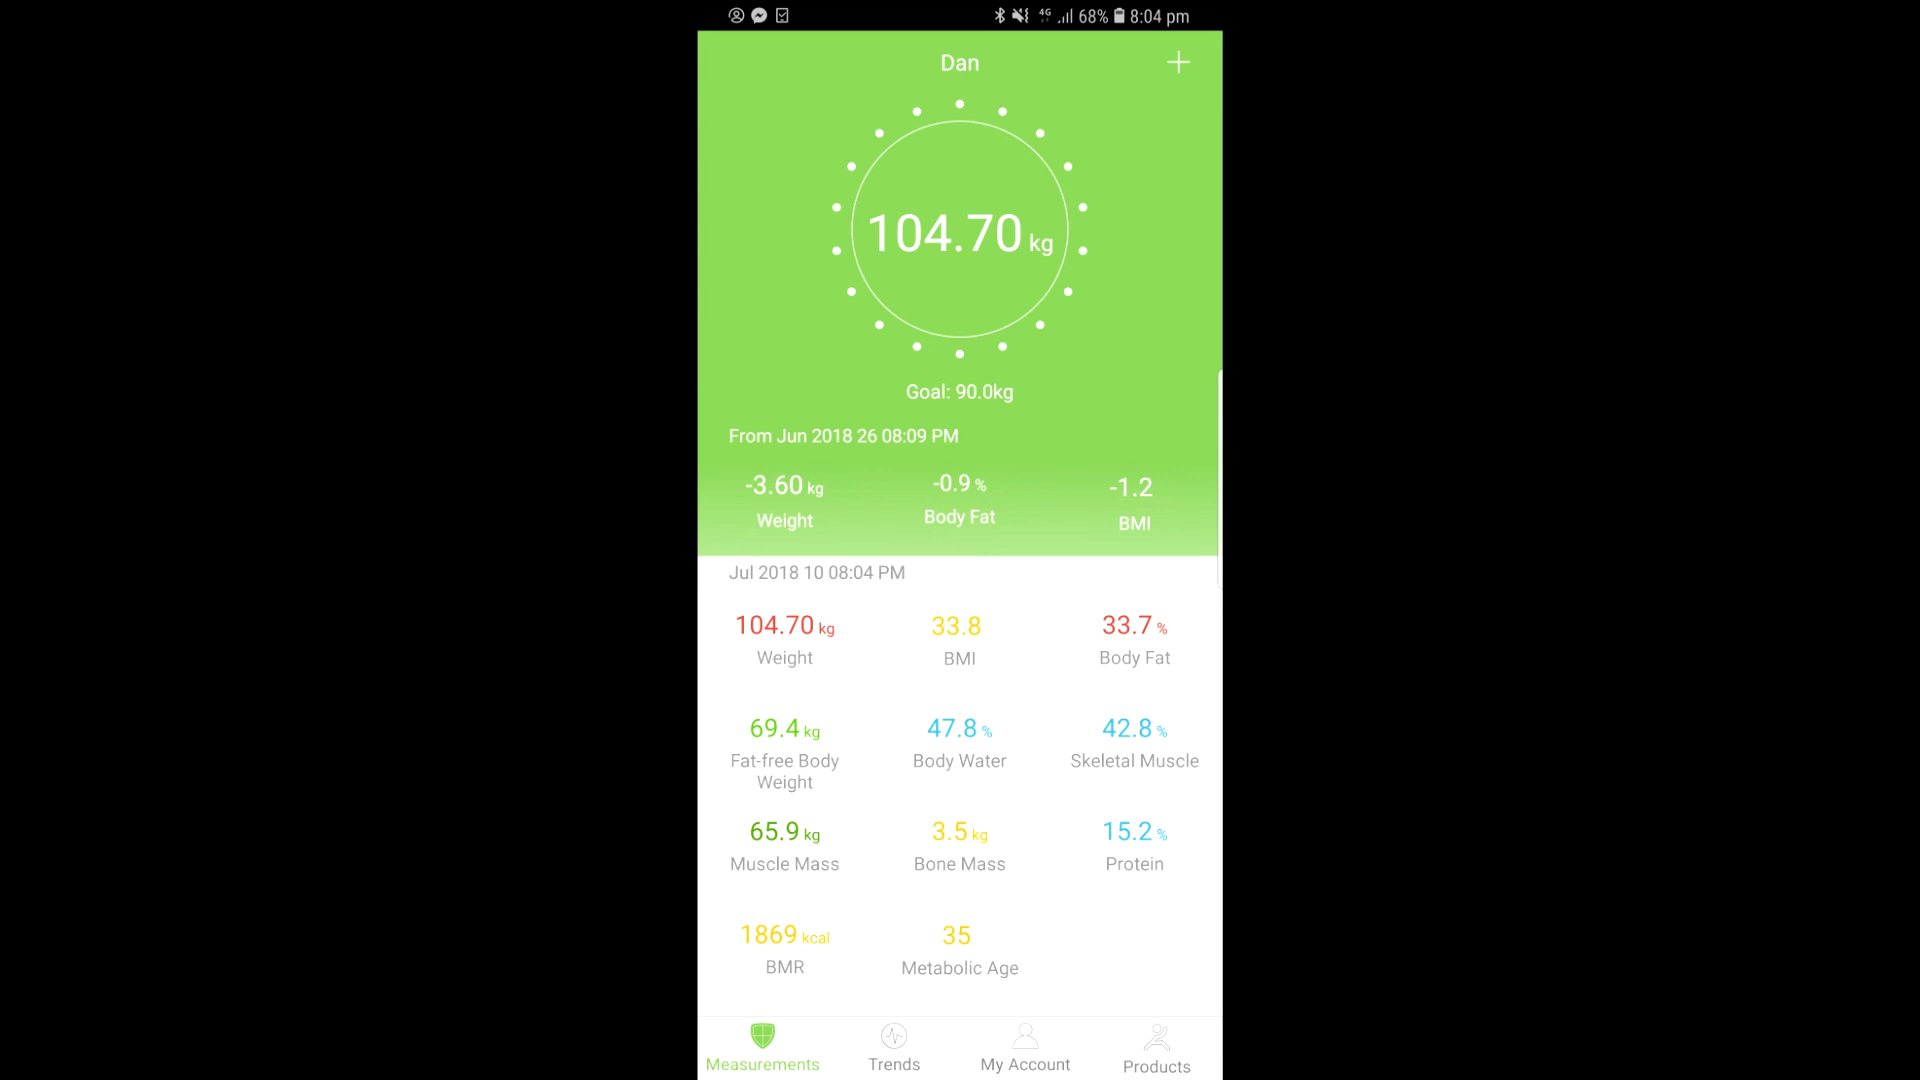 4G 68% 8:04 pm
Dan
104.70 kg
Goal: 90.0kg
From Jun 2018 26 08:09 PM
-3.60 kg -0.9 % -1.2
Weight Body Fat BMI
Jul 2018 10 08:04 PM
104.70 kg 33.8 33.7 %
Weight BMI Body Fat
69.4 kg 47.8 % 42.8 %
Fat-free Body Body Water Skeletal Muscle
Weight
65.9 kg 3.5 kg 15.2 %
Muscle Mass Bone Mass Protein
1869 kcal 35
BMR Metabolic Age
Measurements Trends My Account Products